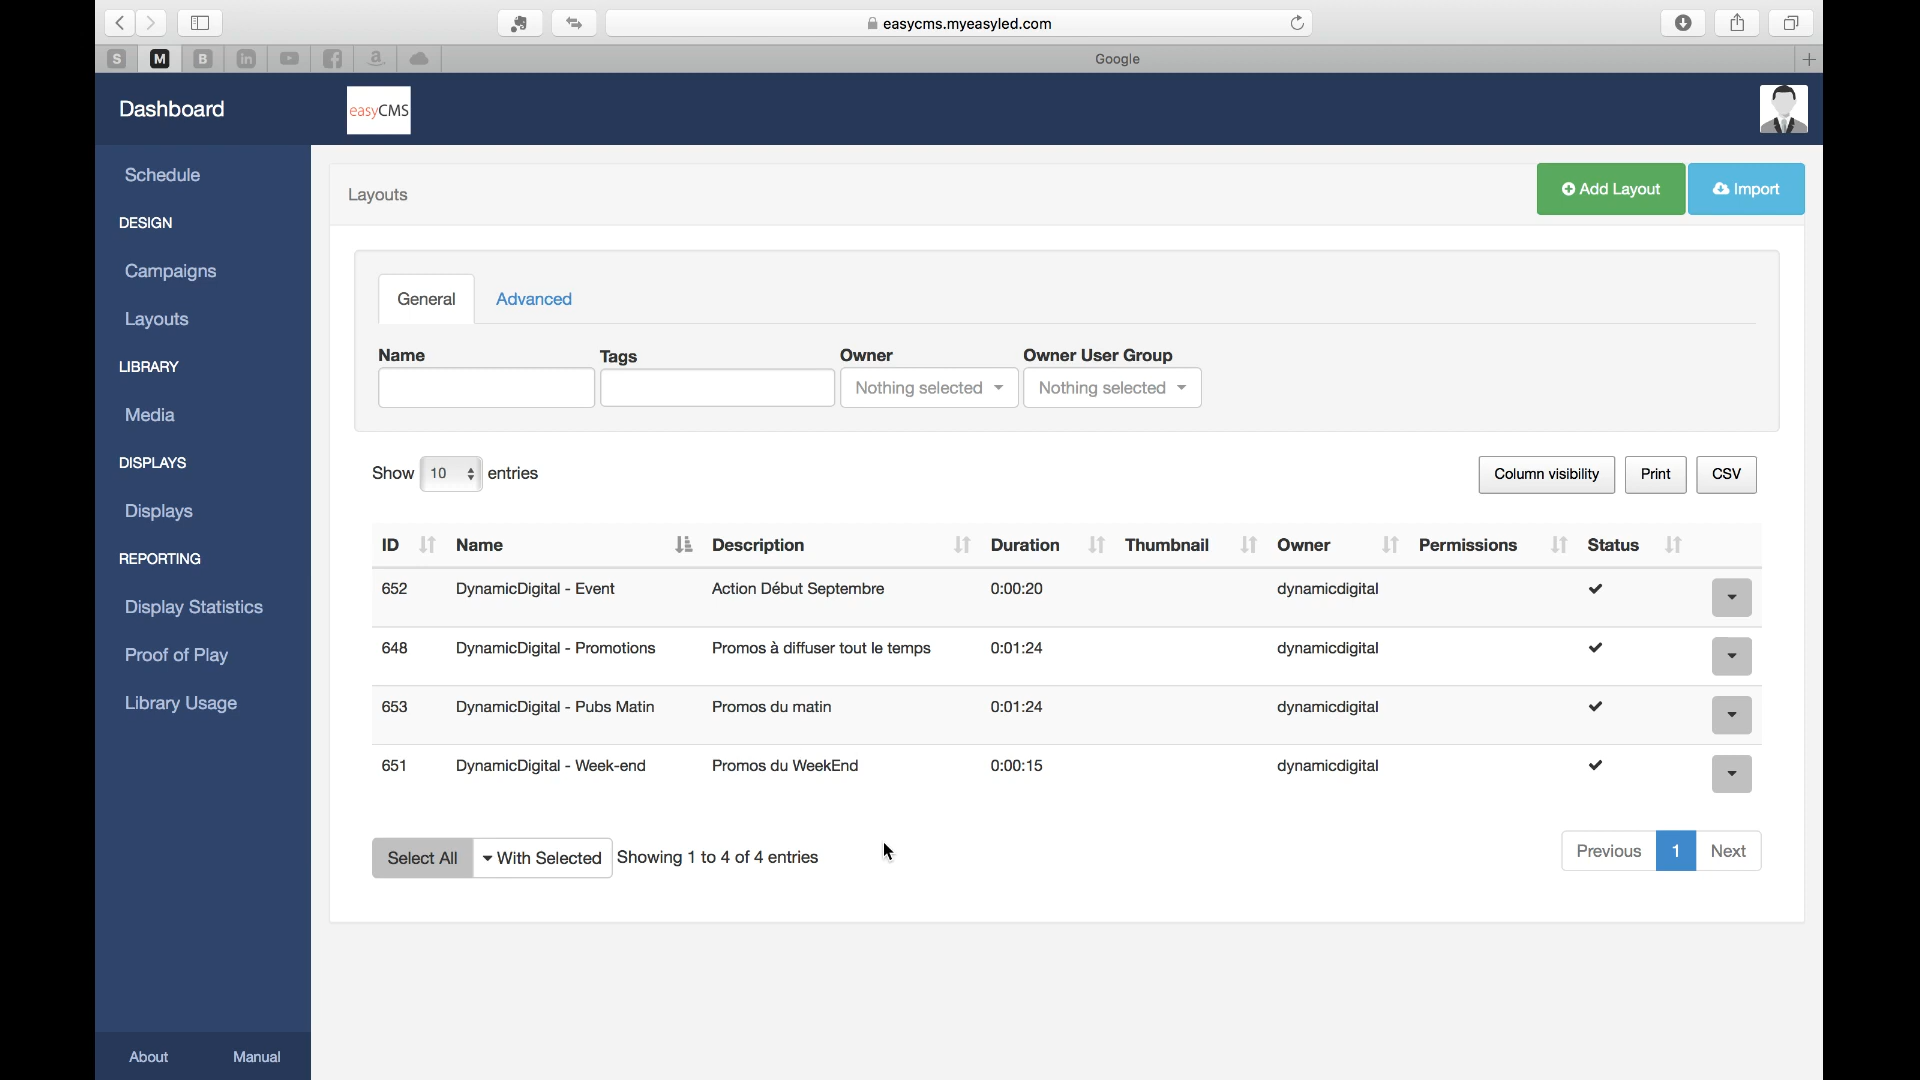 easycms.myeasyled.com
S M B in a Google
Dashboard
easyCMS
Schedule
DESIGN
Campaigns
Layouts
LIBRARY
Media
DISPLAYS
Displays
REPORTING
Display Statistics
Proof of Play
Library Usage
About Manual
Layouts
Add Layout Import
General Advanced
Name Tags Owner Owner User Group
Nothing selected Nothing selected
Show 10 entries
Column visibility Print CSV
ID Name Description Duration Thumbnail Owner Permissions Status
652 DynamicDigital - Event Action Début Septembre 0:00:20 dynamicdigital
648 DynamicDigital - Promotions Promos à diffuser tout le temps 0:01:24 dynamicdigital
653 DynamicDigital - Pubs Matin Promos du matin 0:01:24 dynamicdigital
651 DynamicDigital - Week-end Promos du WeekEnd 0:00:15 dynamicdigital
Select All With Selected Showing 1 to 4 of 4 entries
Previous 1 Next